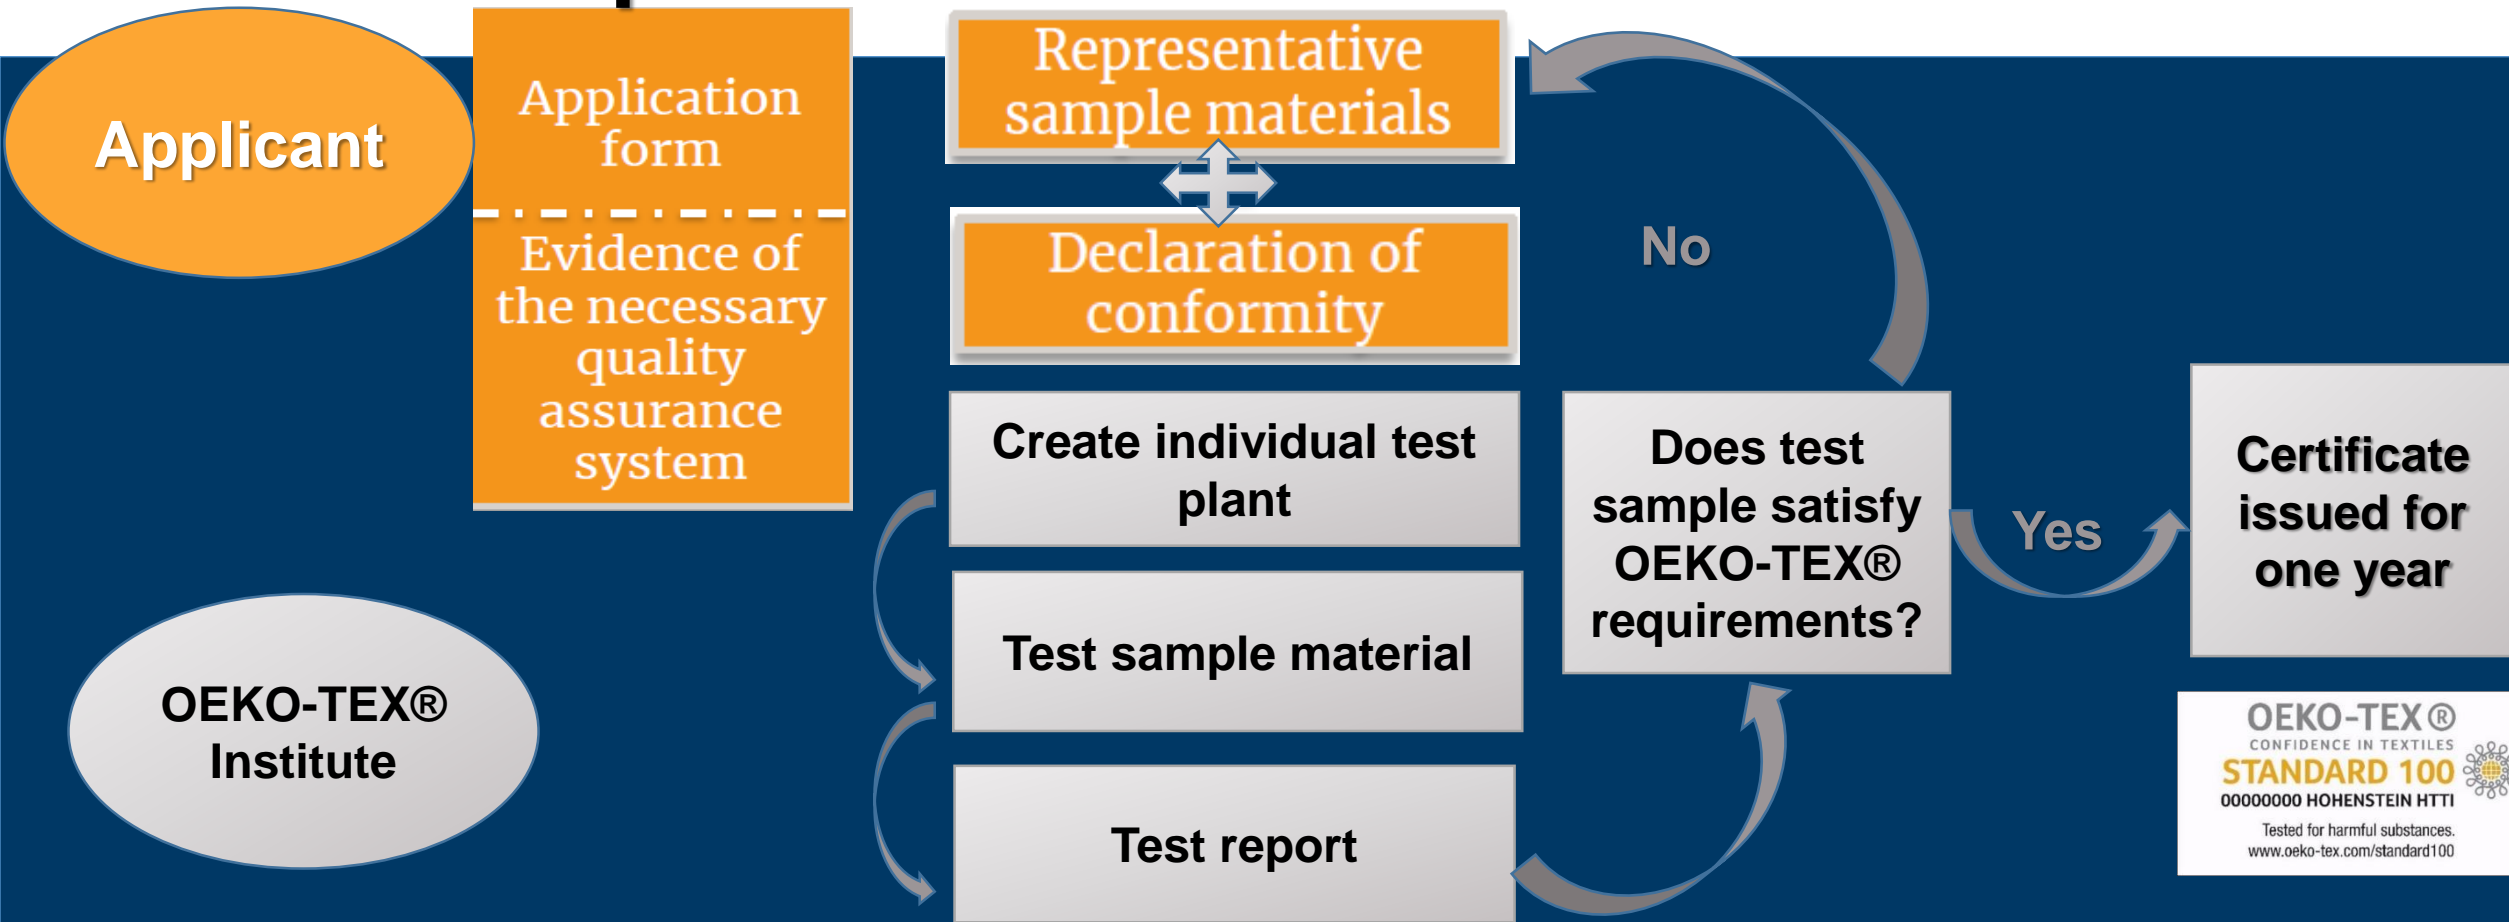 Applicant
Application
form
Evidence of
the necessary
quality
assurance
system
Representative
sample materials
Declaration of
conformity
No
Create individual test
plant
Test sample material
Test report
Does test
sample satisfy
OEKO-TEX®
requirements?
Yes
Certificate
issued for
one year
OEKO-TEX®
Institute
OEKO-TEX®
CONFIDENCE IN TEXTILES
STANDARD 100
00000000 HOHENSTEIN HTTI
Tested for harmful substances.
www.oeko-tex.com/standard100